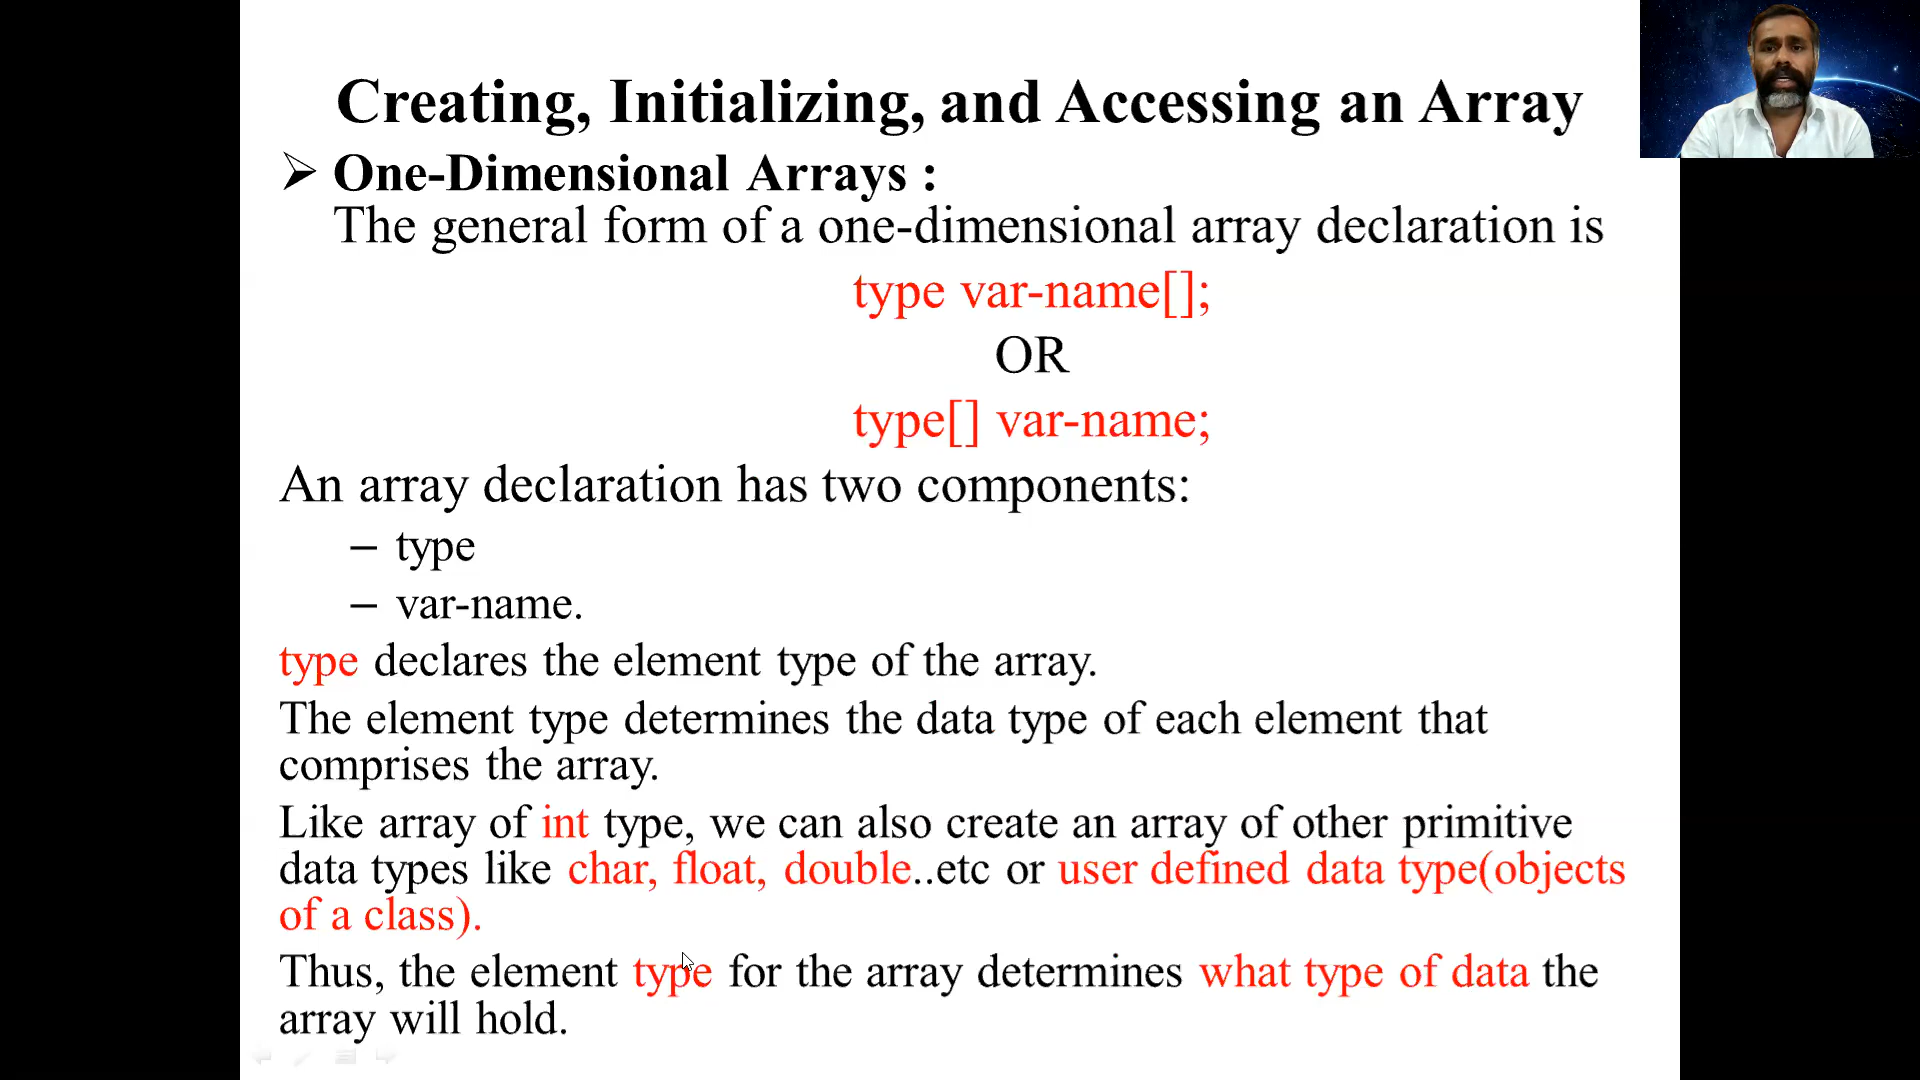 Creating, Initializing, and Accessing an Array
➢ One-Dimensional Arrays :
The general form of a one-dimensional array declaration is
type var-name[];
OR
type[] var-name;
An array declaration has two components:
– type
– var-name.
type declares the element type of the array.
The element type determines the data type of each element that
comprises the array.
Like array of int type, we can also create an array of other primitive
data types like char, float, double..etc or user defined data type(objects
of a class).
Thus, the element type for the array determines what type of data the
array will hold.